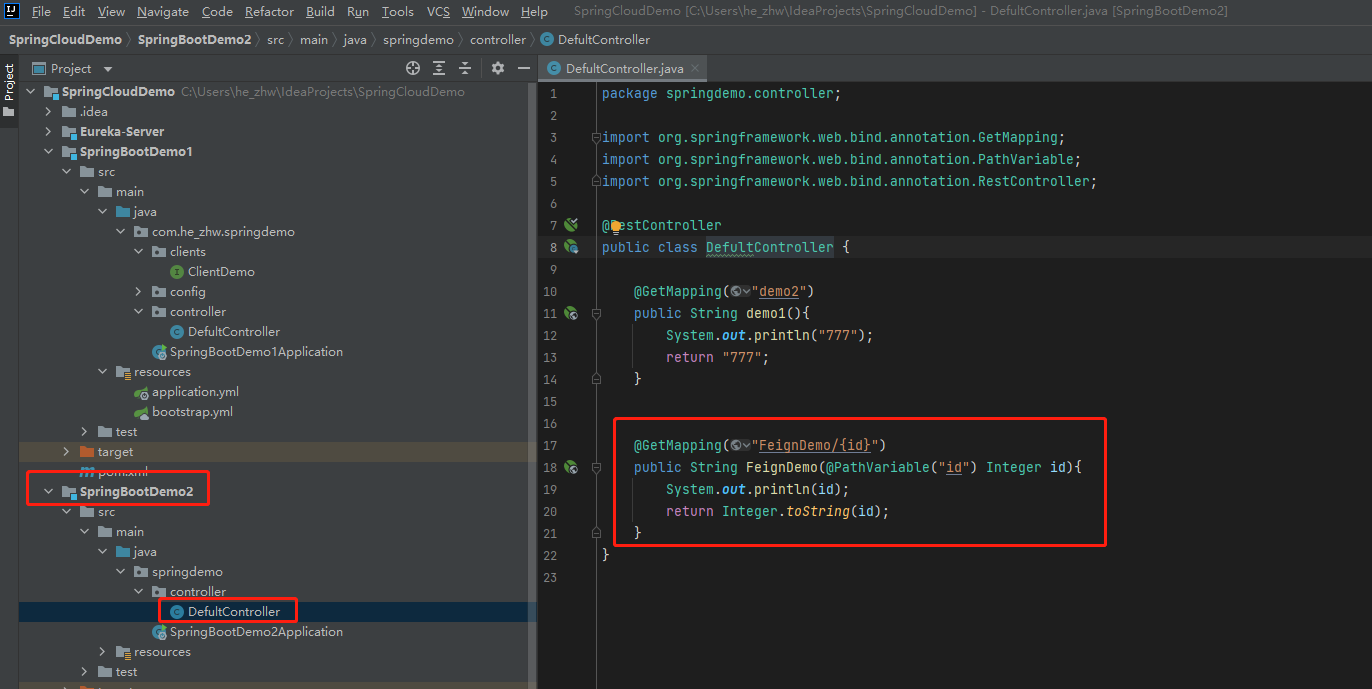 File Edit View Navigate Code Refactor Build Run Tools VCS Window Help SpringCloudDemo [C:\Users\he_zhw\IdeaProjects\SpringCloudDemo] - DefultController.java [SpringBootDemo2]
SpringCloudDemo SpringBootDemo2 src main java springdemo controller DefultController
Project
Project
SpringCloudDemo C:\Users\he_zhw\IdeaProjects\SpringCloudDemo
.idea
Eureka-Server
SpringBootDemo1
src
main
java
com.he_zhw.springdemo
clients
ClientDemo
config
controller
DefultController
SpringBootDemo1Application
resources
application.yml
bootstrap.yml
test
target
pom.xml
SpringBootDemo2
src
main
java
springdemo
controller
DefultController
SpringBootDemo2Application
resources
test
DefultController.java
1 package springdemo.controller;
2
3 import org.springframework.web.bind.annotation.GetMapping;
4 import org.springframework.web.bind.annotation.PathVariable;
5 import org.springframework.web.bind.annotation.RestController;
6
7 @RestController
8 public class DefultController {
9
10 @GetMapping("demo2")
11 public String demo1(){
12 System.out.println("777");
13 return "777";
14 }
15
16
17 @GetMapping("FeignDemo/{id}")
18 public String FeignDemo(@PathVariable("id") Integer id){
19 System.out.println(id);
20 return Integer.toString(id);
21 }
22 }
23